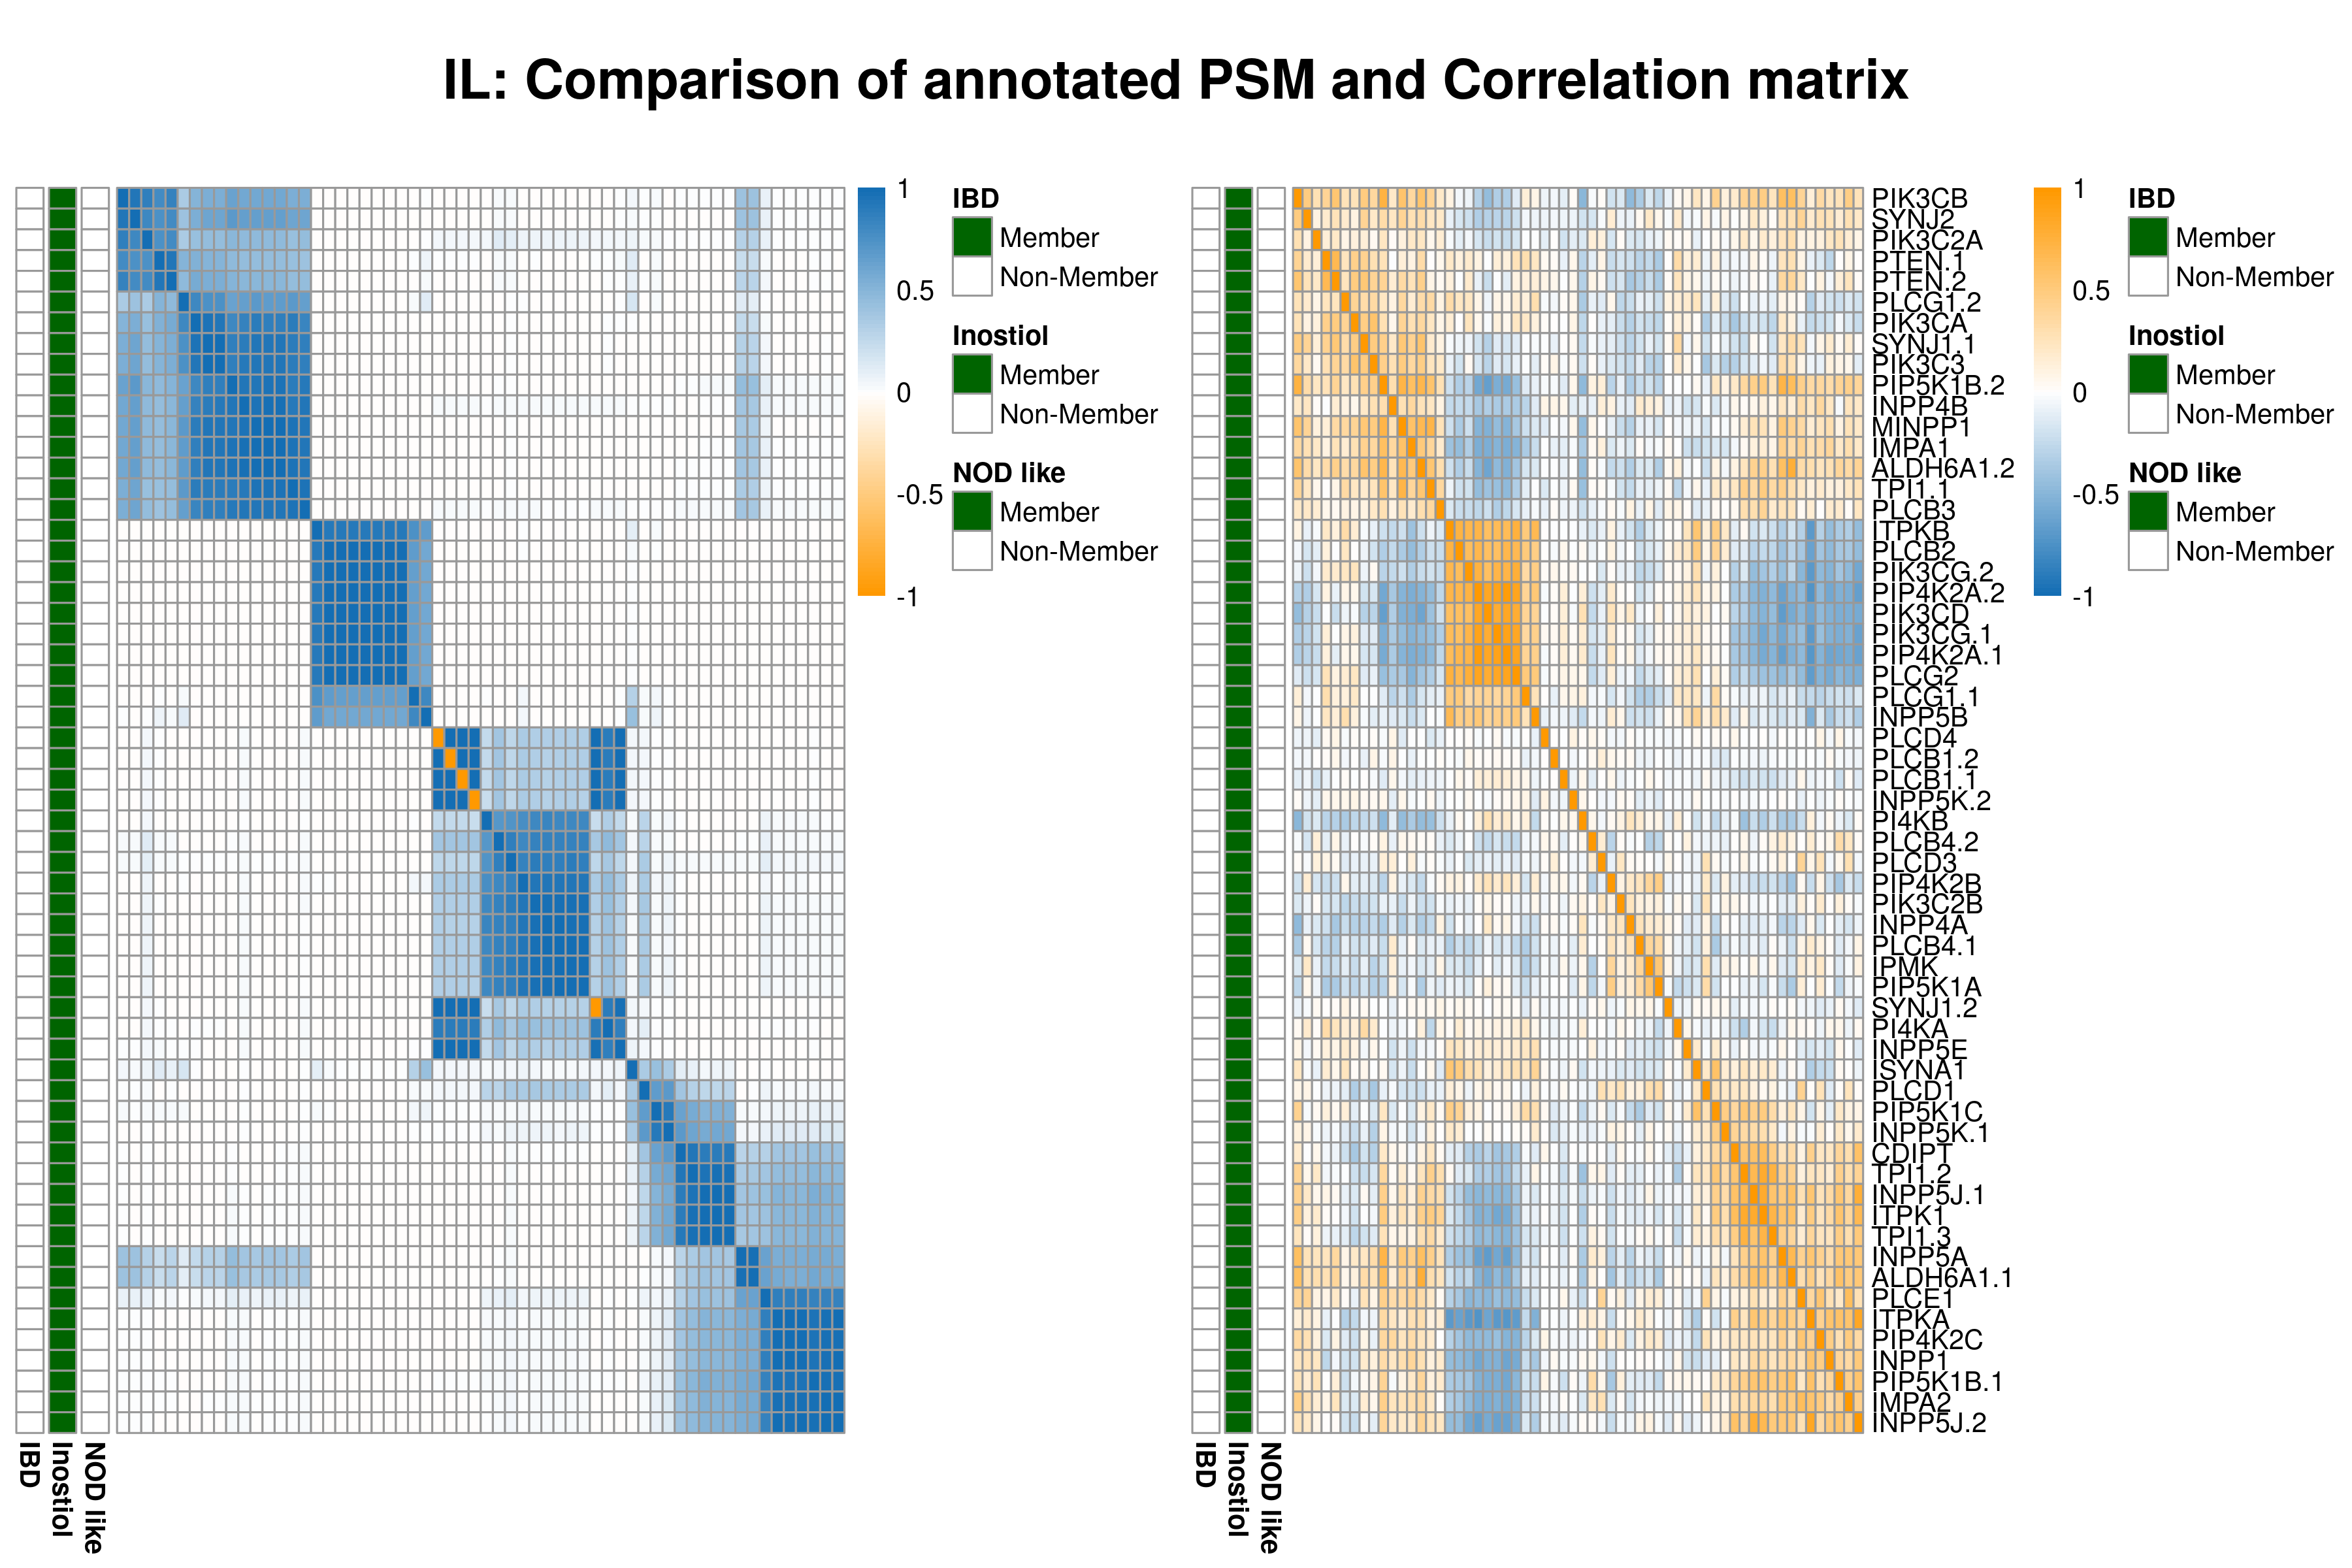 IL: Comparison of annotated PSM and Correlation matrix
1
0.5
0
-0.5
-1
IBD
Member
Non-Member
Inostiol
Member
Non-Member
NOD like
Member
Non-Member
IBD
Inostiol
NOD like
PIK3CB
SYNJ2
PIK3C2A
PTEN.1
PTEN.2
PLCG1.2
PIK3CA
SYNJ1.1
PIK3C3
PIP5K1B.2
INPP4B
MINPP1
IMPA1
ALDH6A1.2
TPI1.1
PLCB3
ITPKB
PLCB2
PIK3CG.2
PIP4K2A.2
PIK3CD
PIK3CG.1
PIP4K2A.1
PLCG2
PLCG1.1
INPP5B
PLCD4
PLCB1.2
PLCB1.1
INPP5K.2
PI4KB
PLCB4.2
PLCD3
PIP4K2B
PIK3C2B
INPP4A
PLCB4.1
IPMK
PIP5K1A
SYNJ1.2
PI4KA
INPP5E
ISYNA1
PLCD1
PIP5K1C
INPP5K.1
CDIPT
TPI1.2
INPP5J.1
ITPK1
TPI1.3
INPP5A
ALDH6A1.1
PLCE1
ITPKA
PIP4K2C
INPP1
PIP5K1B.1
IMPA2
INPP5J.2
1
0.5
0
-0.5
-1
IBD
Member
Non-Member
Inostiol
Member
Non-Member
NOD like
Member
Non-Member
IBD
Inostiol
NOD like